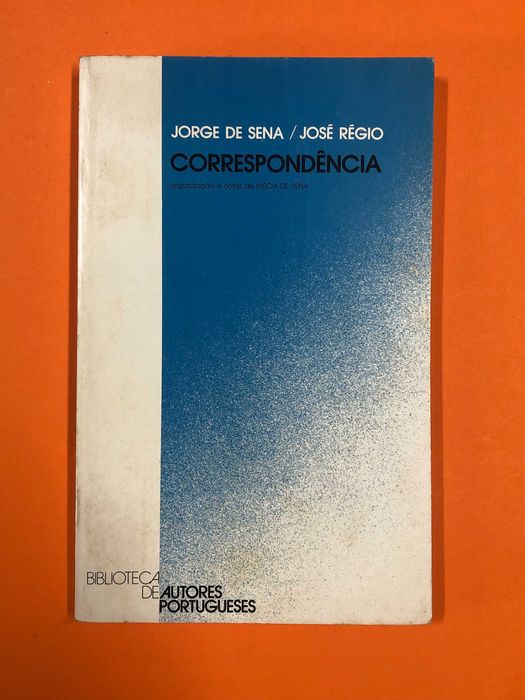 JORGE DE SENA / JOSÉ RÉGIO
CORRESPONDÊNCIA
organização e notas de MÉCIA DE SENA
BIBLIOTECA
DE AUTORES
PORTUGUESES